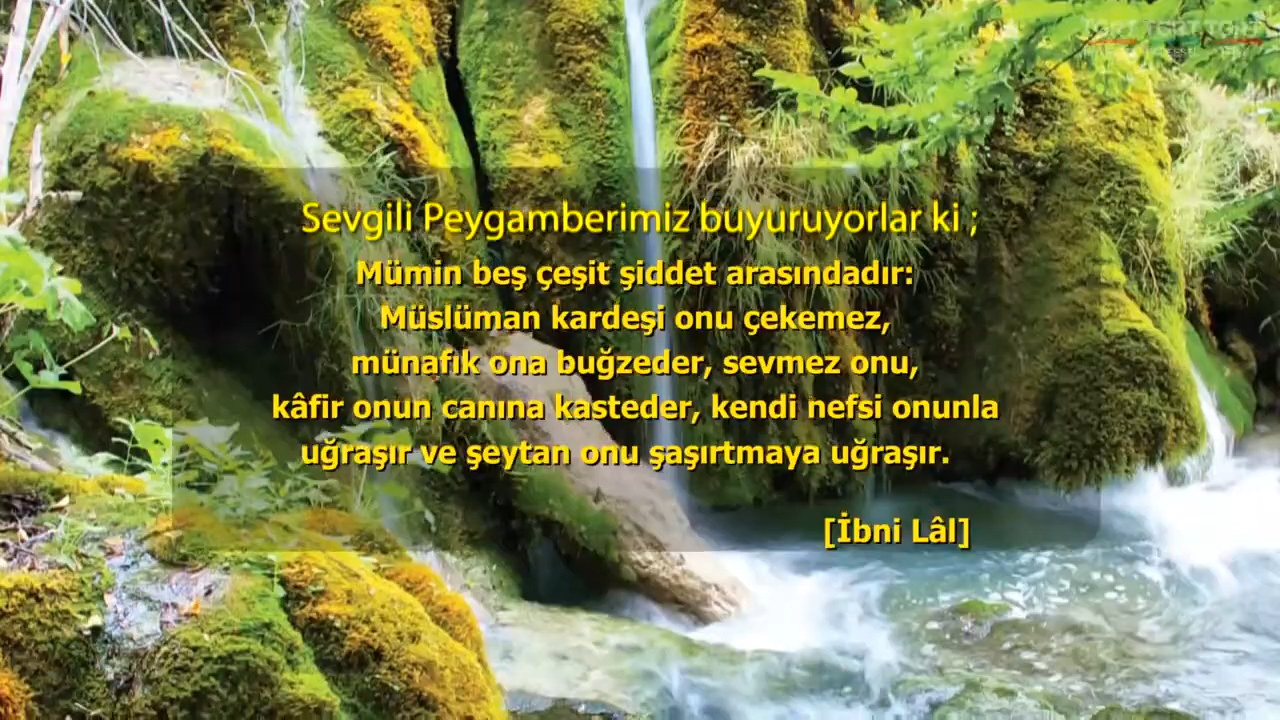 Sevgili Peygamberimiz buyuruyorlar ki ;
Mümin beş çeşit şiddet arasındadır:
Müslüman kardeşi onu çekemez,
münafık ona buğzeder, sevmez onu,
kâfir onun canına kasteder, kendi nefsi onunla
uğraşır ve şeytan onu şaşırtmaya uğraşır.
[İbni Lâl]